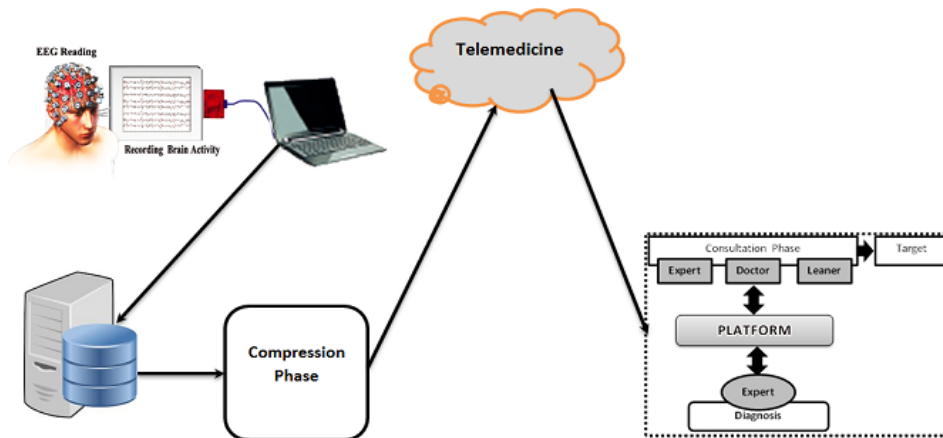 EEG Reading
Recording Brain Activity
Telemedicine
Compression
Phase
Consultation Phase
Target
Expert
Doctor
Leaner
PLATFORM
Expert
Diagnosis